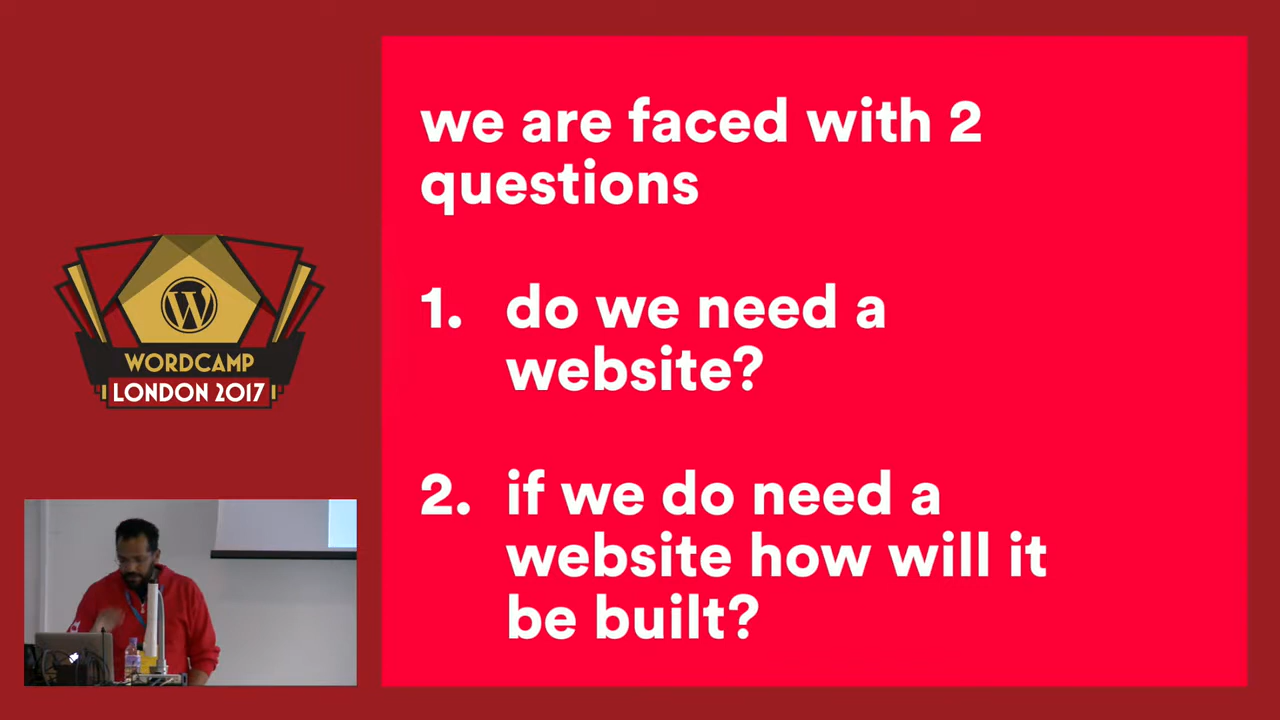 we are faced with 2
questions
1. do we need a
website?
2. if we do need a
website how will it
be built?
W
WORDCAMP
LONDON 2017